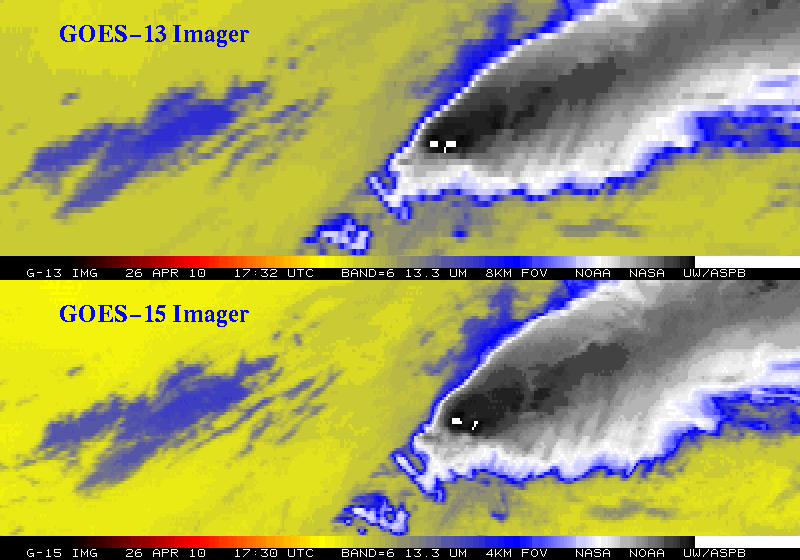 GOES-13 Imager
G-13 IMG 26 APR 10 17:32 UTC BAND=6 13.3 UM 8KM FOV NOAA NASA UW/ASPB
GOES-15 Imager
G-15 IMG 26 APR 10 17:30 UTC BAND=6 13.3 UM 4KM FOV NASA NOAA UW/ASPB